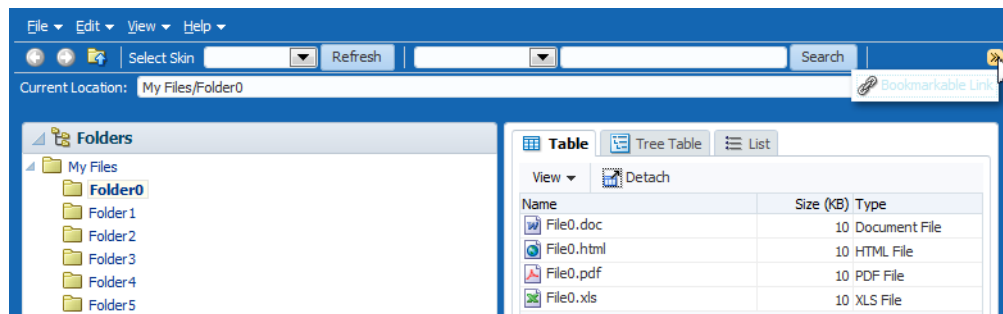 File Edit View Help
Select Skin Refresh Search
Bookmarkable Link
Current Location: My Files/Folder0
Folders
My Files
Folder0
Folder1
Folder2
Folder3
Folder4
Folder5
Table Tree Table List
View Detach
Name Size (KB) Type
File0.doc 10 Document File
File0.html 10 HTML File
File0.pdf 10 PDF File
File0.xls 10 XLS File